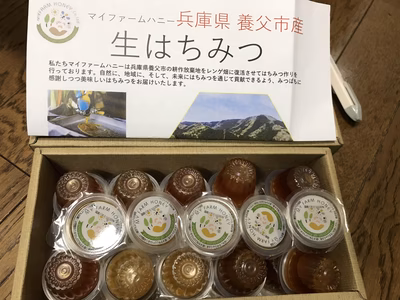 マイファームハニー兵庫県 養父市産
生はちみつ
私たちマイファームハニーは兵庫県養父市の耕作放棄地をレンゲ畑に復活させてはちみつ作りを
行っております。自然に、地域に、そして、未来にはちみつを通じて貢献できるよう、みつばちに
感謝しつつ美味しいはちみつをお届けいたします。